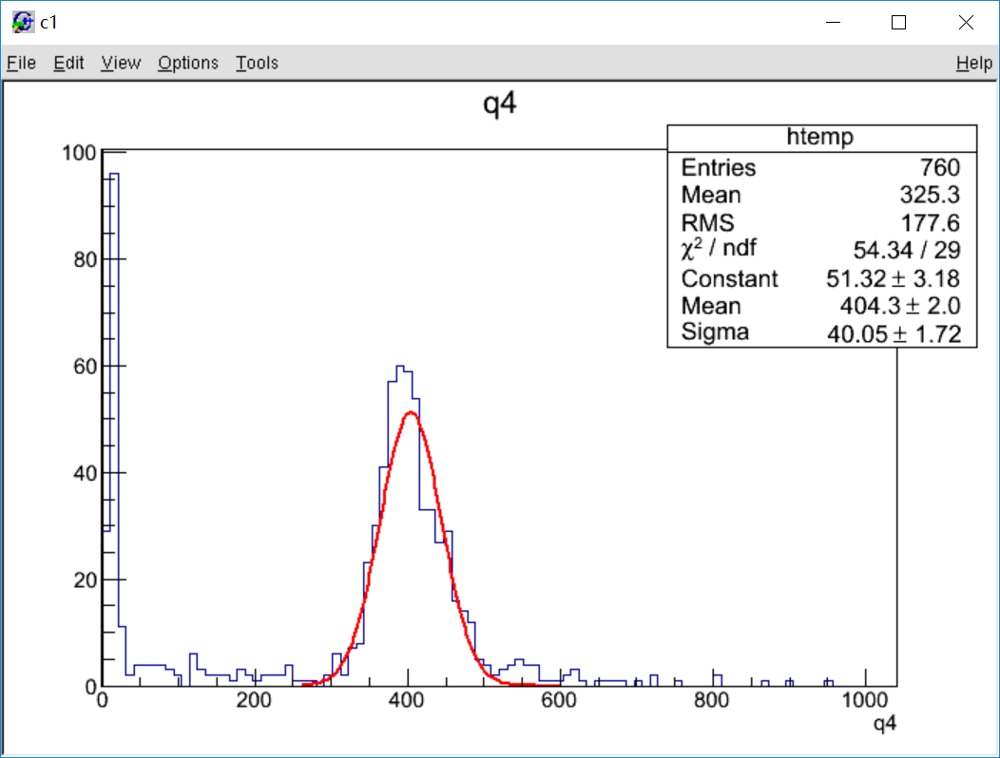 c1
File Edit View Options Tools Help
q4
htemp
Entries 760
Mean 325.3
RMS 177.6
χ² / ndf 54.34 / 29
Constant 51.32 ± 3.18
Mean 404.3 ± 2.0
Sigma 40.05 ± 1.72
100
80
60
40
20
0
0 200 400 600 800 1000
q4